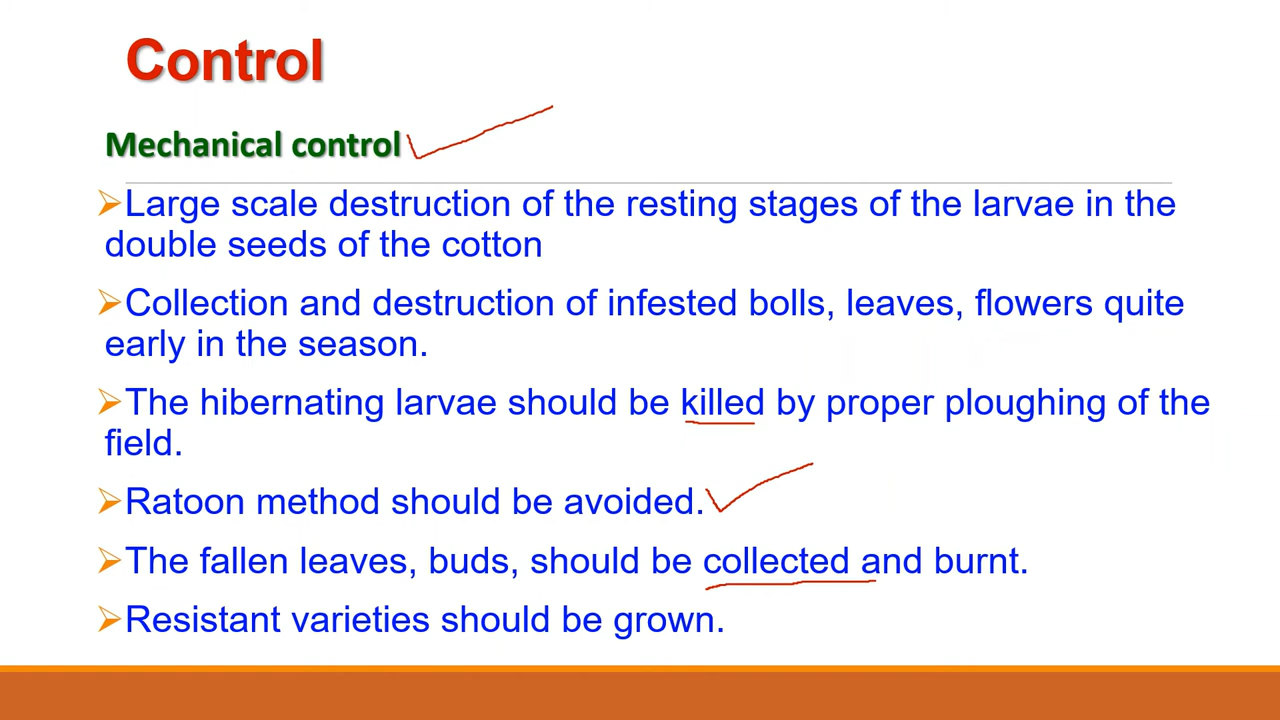 Control
Mechanical control
➢Large scale destruction of the resting stages of the larvae in the
double seeds of the cotton
➢Collection and destruction of infested bolls, leaves, flowers quite
early in the season.
➢The hibernating larvae should be killed by proper ploughing of the
field.
➢Ratoon method should be avoided.
➢The fallen leaves, buds, should be collected and burnt.
➢Resistant varieties should be grown.